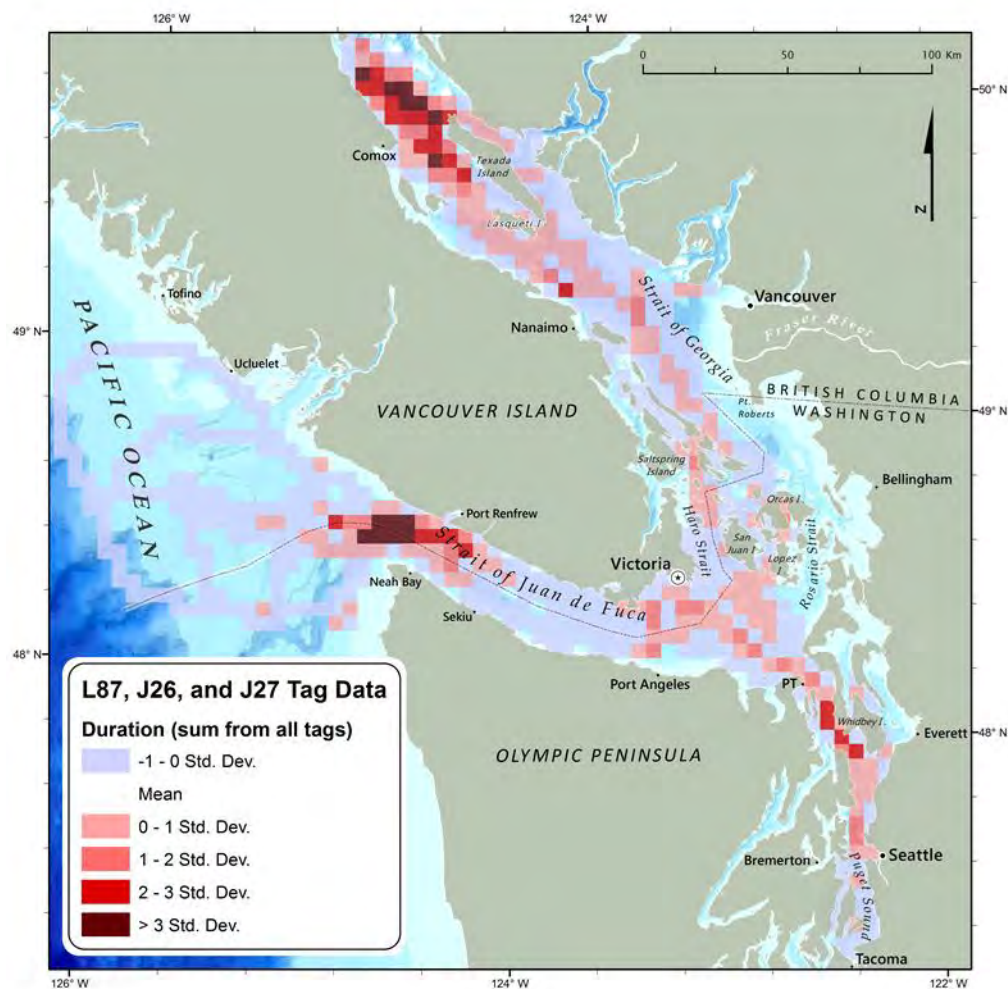 126° W
124° W
0
50
100 Km
50° N
N
Comox
Texada
Island
Lasqueti I.
Tofino
Vancouver
Strait of Georgia
Fraser River
49° N
Nanaimo
Ucluelet
PACIFIC OCEAN
BRITISH COLUMBIA
49° N
Pt.
Roberts
WASHINGTON
VANCOUVER ISLAND
Saltspring
Island
Bellingham
Orcas I.
Port Renfrew
Haro Strait
San
Juan I.
Lopez
I.
Rosario Strait
Strait of Juan de Fuca
Victoria
Neah Bay
Sekiu
48° N
Port Angeles
PT
Whidbey I.
Everett
48° N
OLYMPIC PENINSULA
L87, J26, and J27 Tag Data
Duration (sum from all tags)
-1 - 0 Std. Dev.
Mean
0 - 1 Std. Dev.
1 - 2 Std. Dev.
2 - 3 Std. Dev.
> 3 Std. Dev.
Bremerton
Seattle
Puget Sound
Tacoma
126° W
124° W
122° W